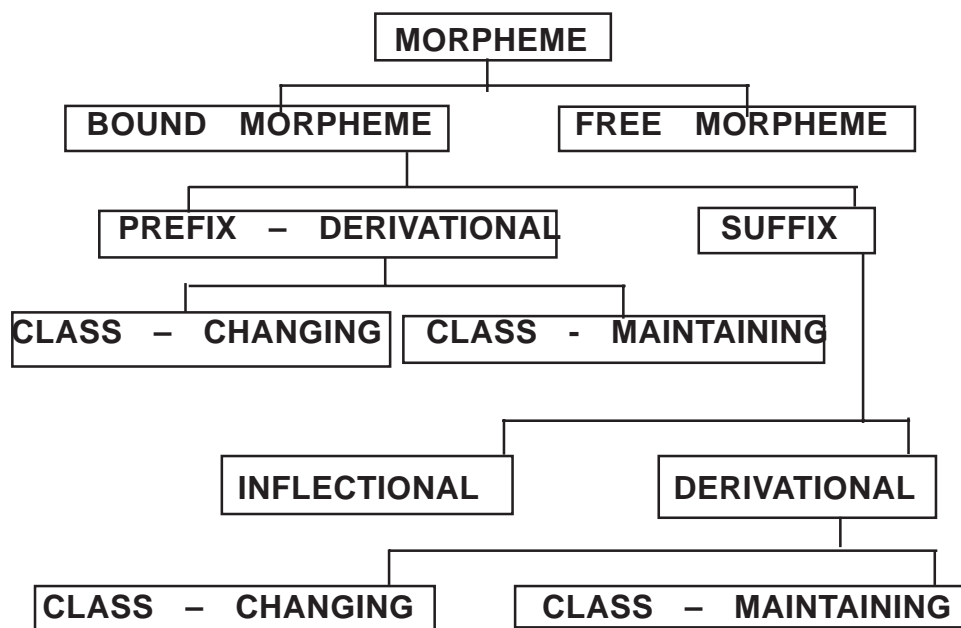 MORPHEME
BOUND MORPHEME FREE MORPHEME
PREFIX – DERIVATIONAL SUFFIX
CLASS – CHANGING CLASS - MAINTAINING
INFLECTIONAL DERIVATIONAL
CLASS – CHANGING CLASS – MAINTAINING